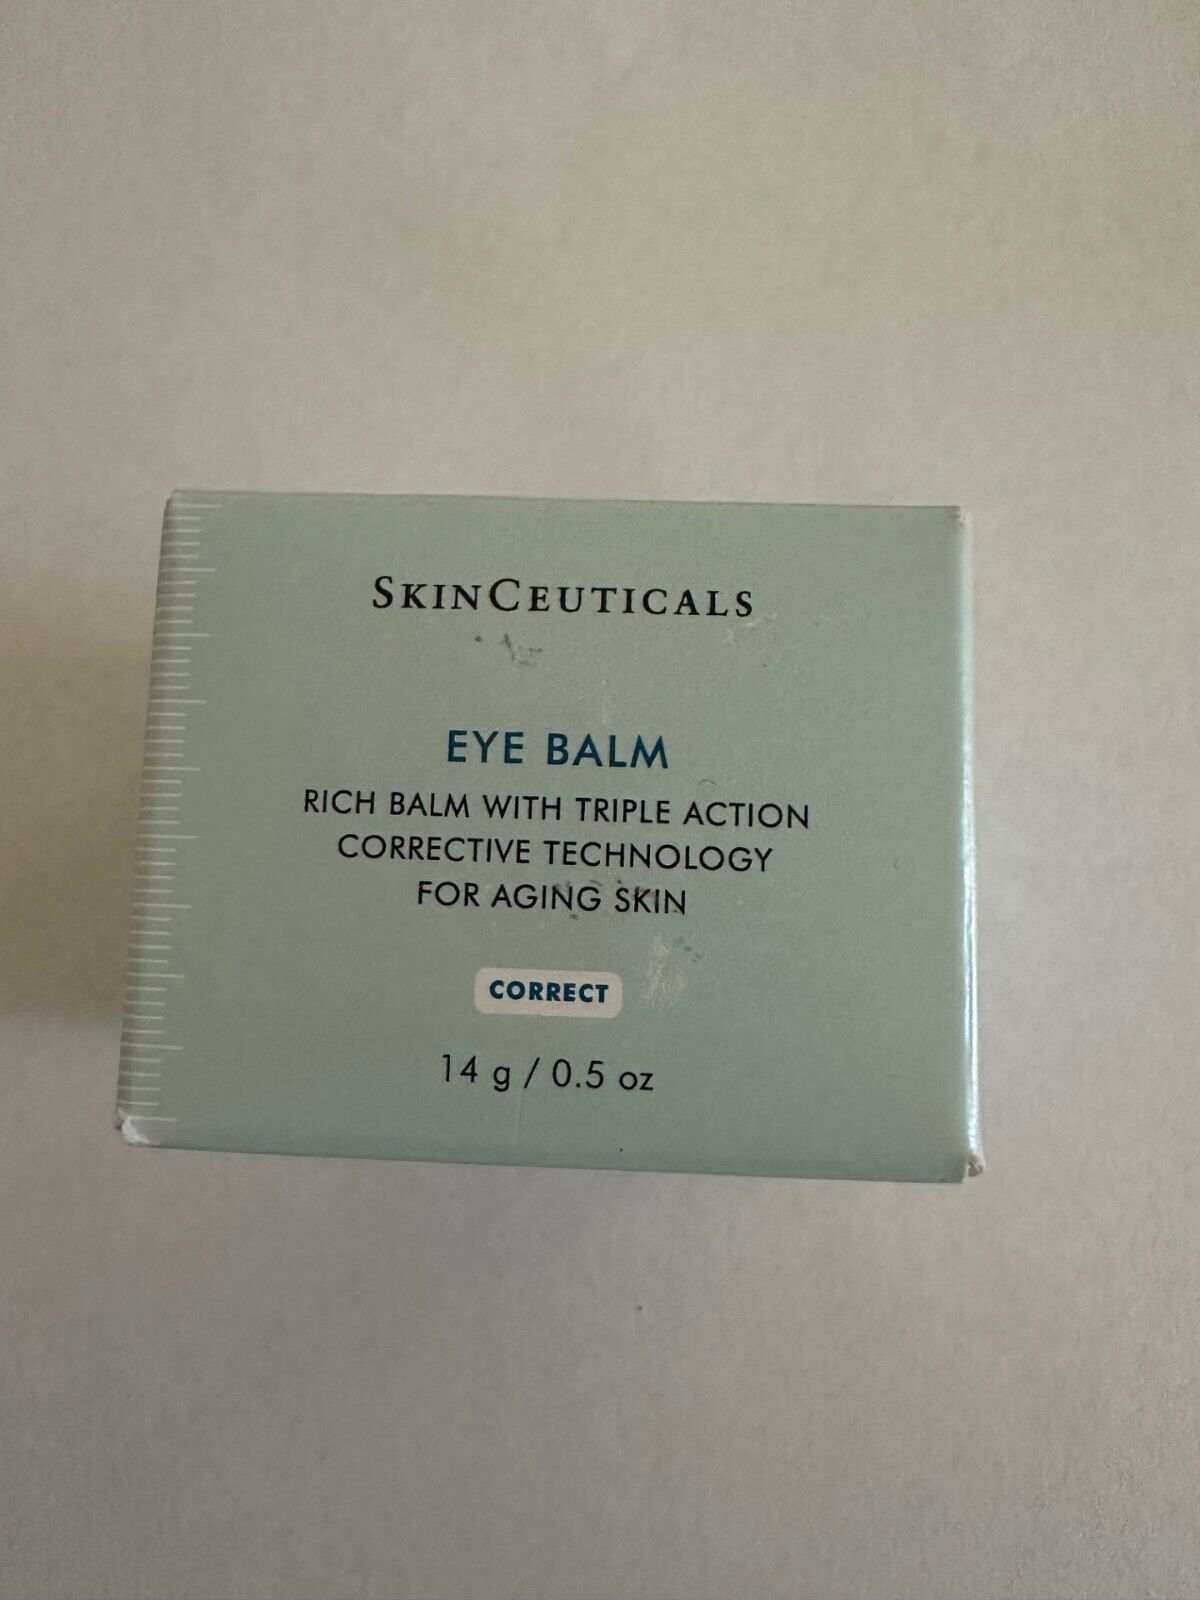 SKINCEUTICALS
EYE BALM
RICH BALM WITH TRIPLE ACTION
CORRECTIVE TECHNOLOGY
FOR AGING SKIN
CORRECT
14 g / 0.5 oz